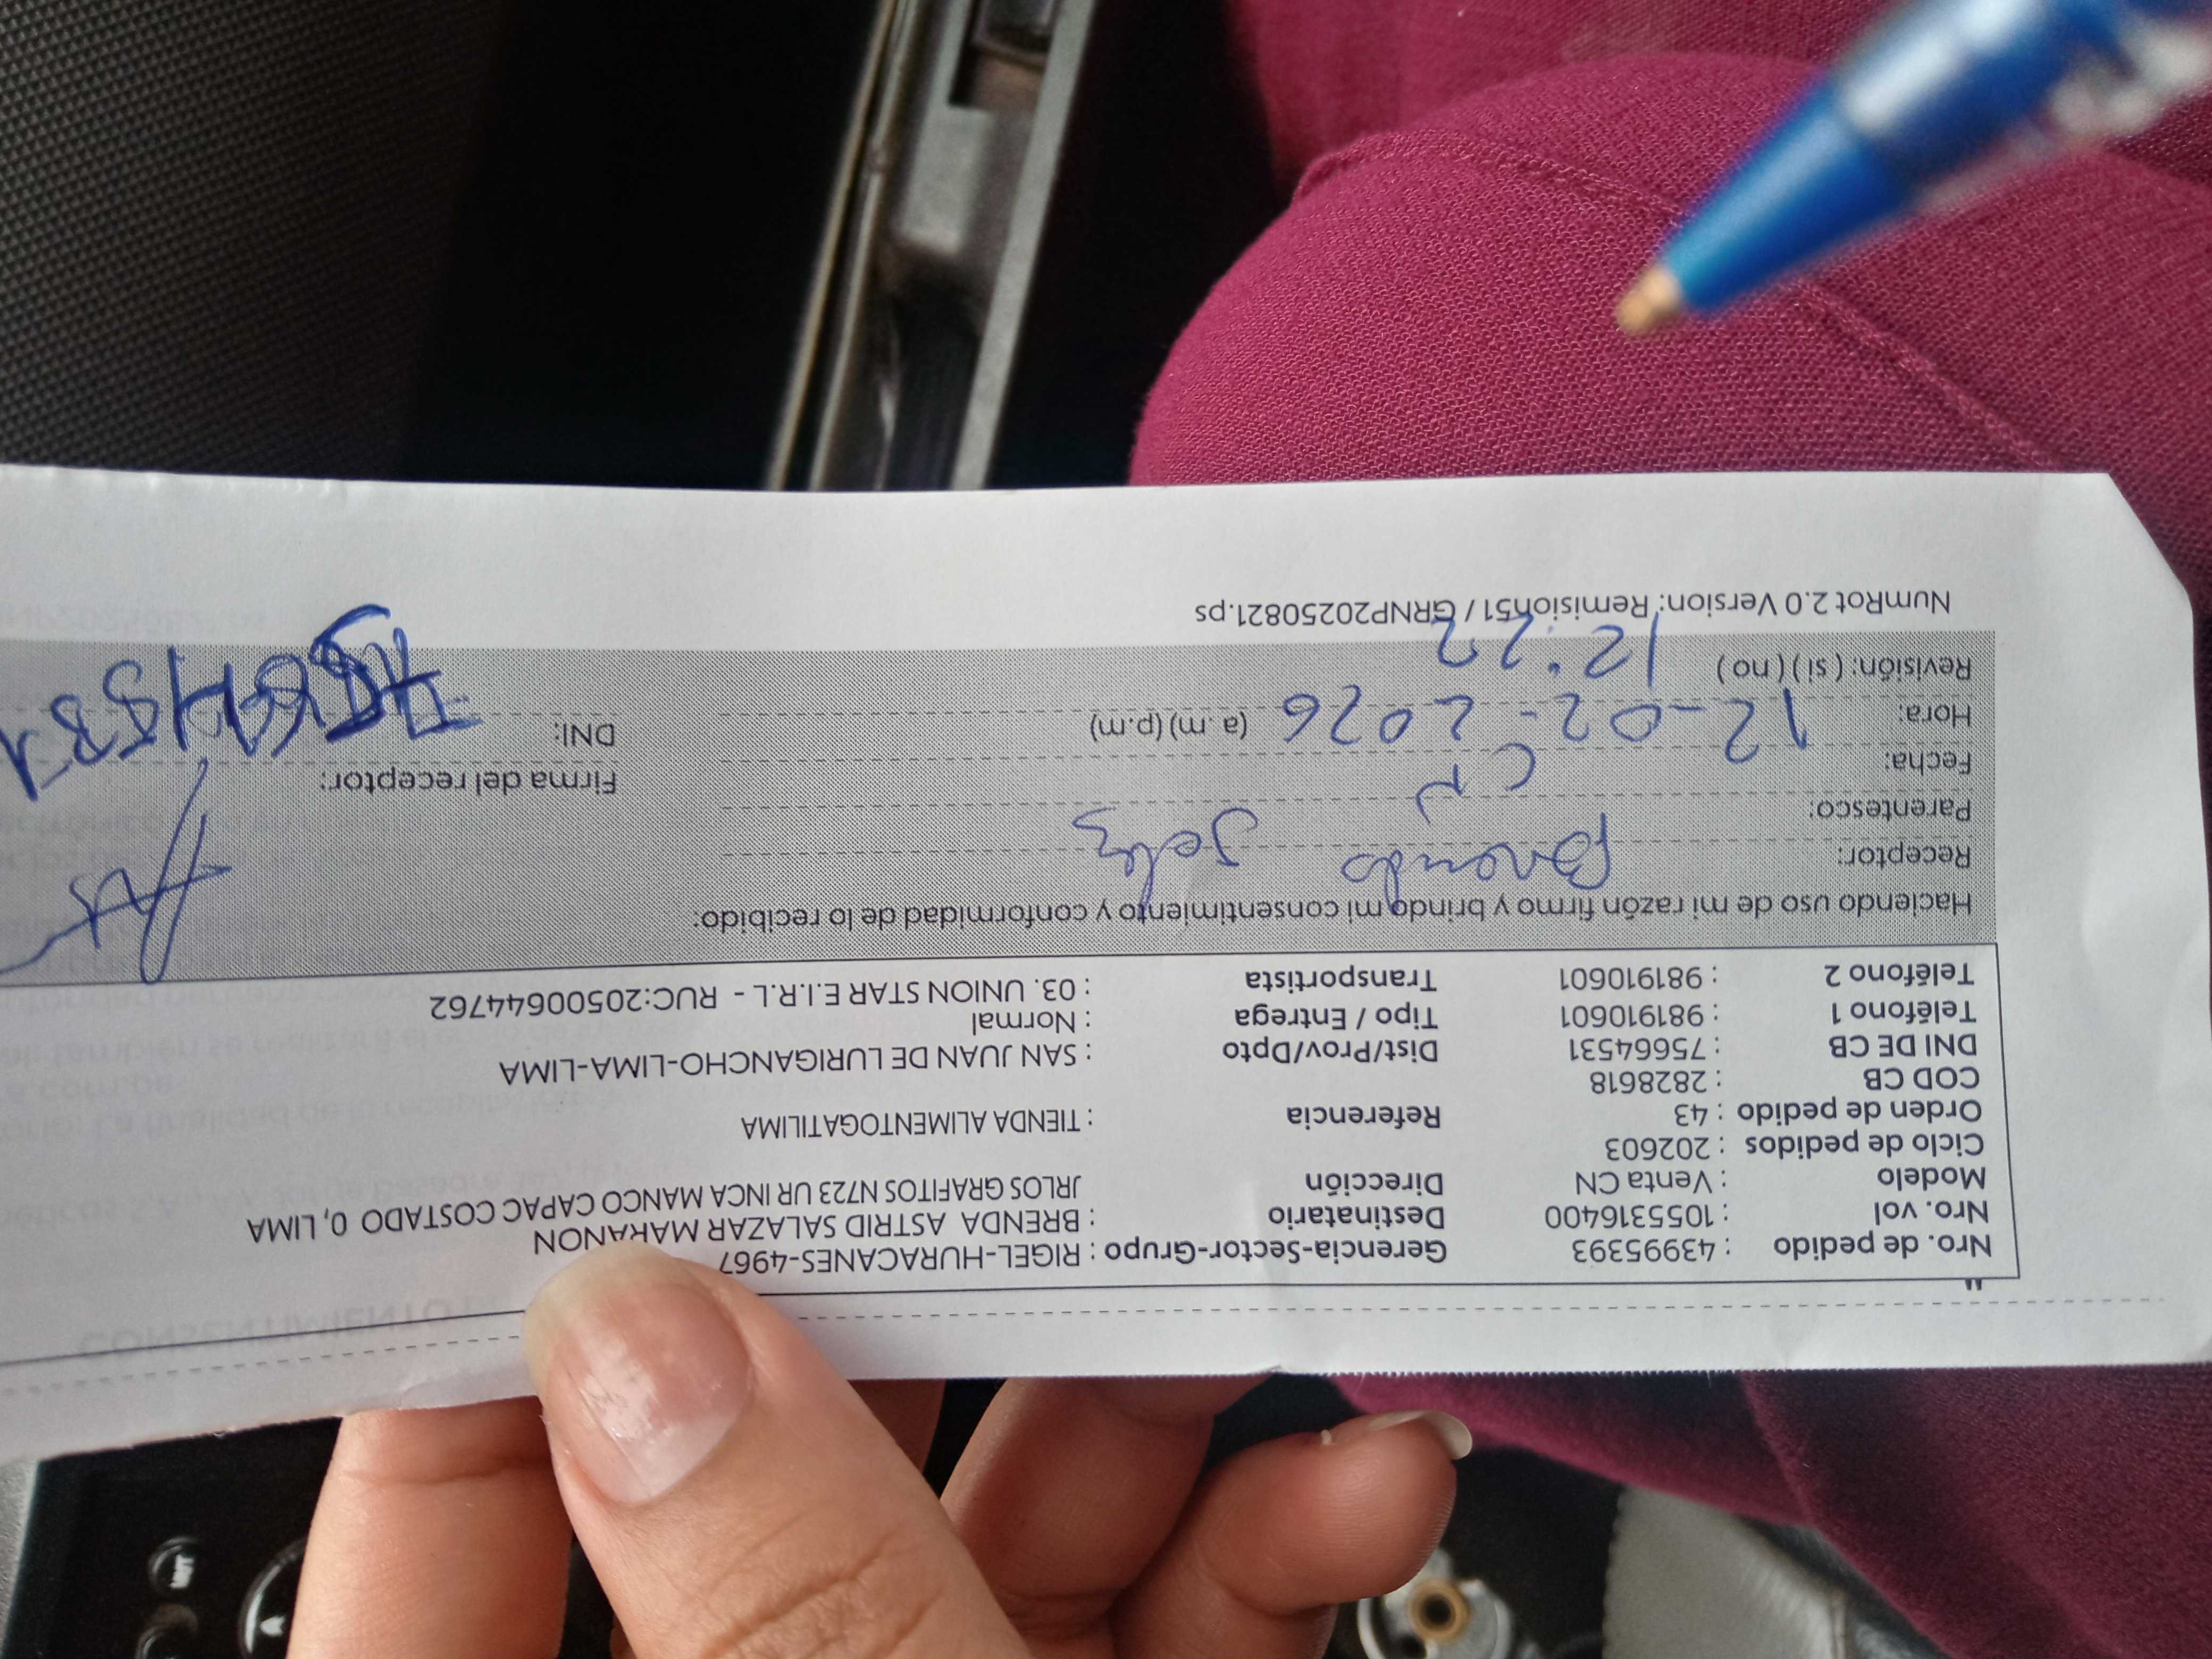 Nro. de pedido : 43995393 Gerencia-Sector-Grupo : RIGEL-HURACANES-4967
Nro. vol : 1055316400 Destinatario : BRENDA ASTRID SALAZAR MARANON
Modelo : Venta CN Dirección JRLOS GRAFITOS N723 UR INCA MANCO CAPAC COSTADO 0, LIMA
Ciclo de pedidos : 202603
Orden de pedido : 43 Referencia : TIENDA ALIMENTOGATILIMA
COD CB : 2828618
DNI DE CB : 75664531 Dist/Prov/Dpto : SAN JUAN DE LURIGANCHO-LIMA-LIMA
Teléfono 1 : 981910601 Tipo / Entrega : Normal
Teléfono 2 : 981910601 Transportista : 03. UNION STAR E.I.R.L - RUC:20500644762
Haciendo uso de mi razón firmo y brindo mi consentimiento y conformidad de lo recibido:
Receptor:
Parentesco:
Fecha: Firma del receptor:
12-02-2026
Hora: (a. m) (p.m) DNI:
Revisión: ( si ) ( no ) 12:22
NumRot 2.0 Version: Remision51 / GRNP20250821.ps